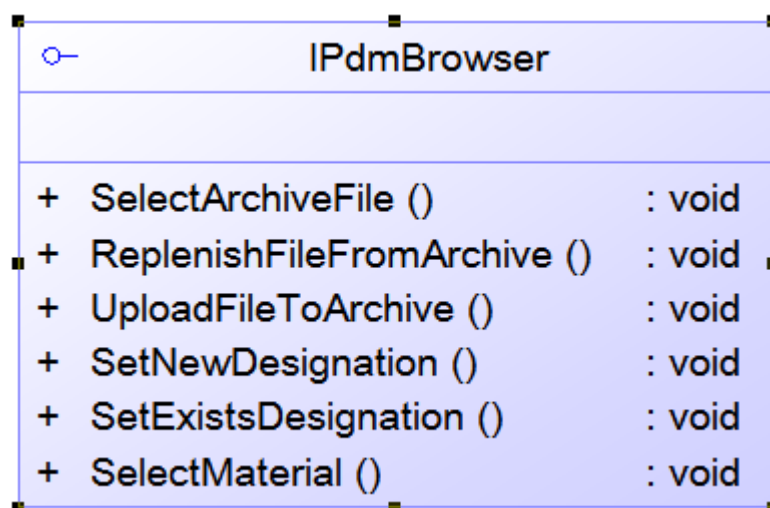 IPdmBrowser
+ SelectArchiveFile () : void
+ ReplenishFileFromArchive () : void
+ UploadFileToArchive () : void
+ SetNewDesignation () : void
+ SetExistsDesignation () : void
+ SelectMaterial () : void